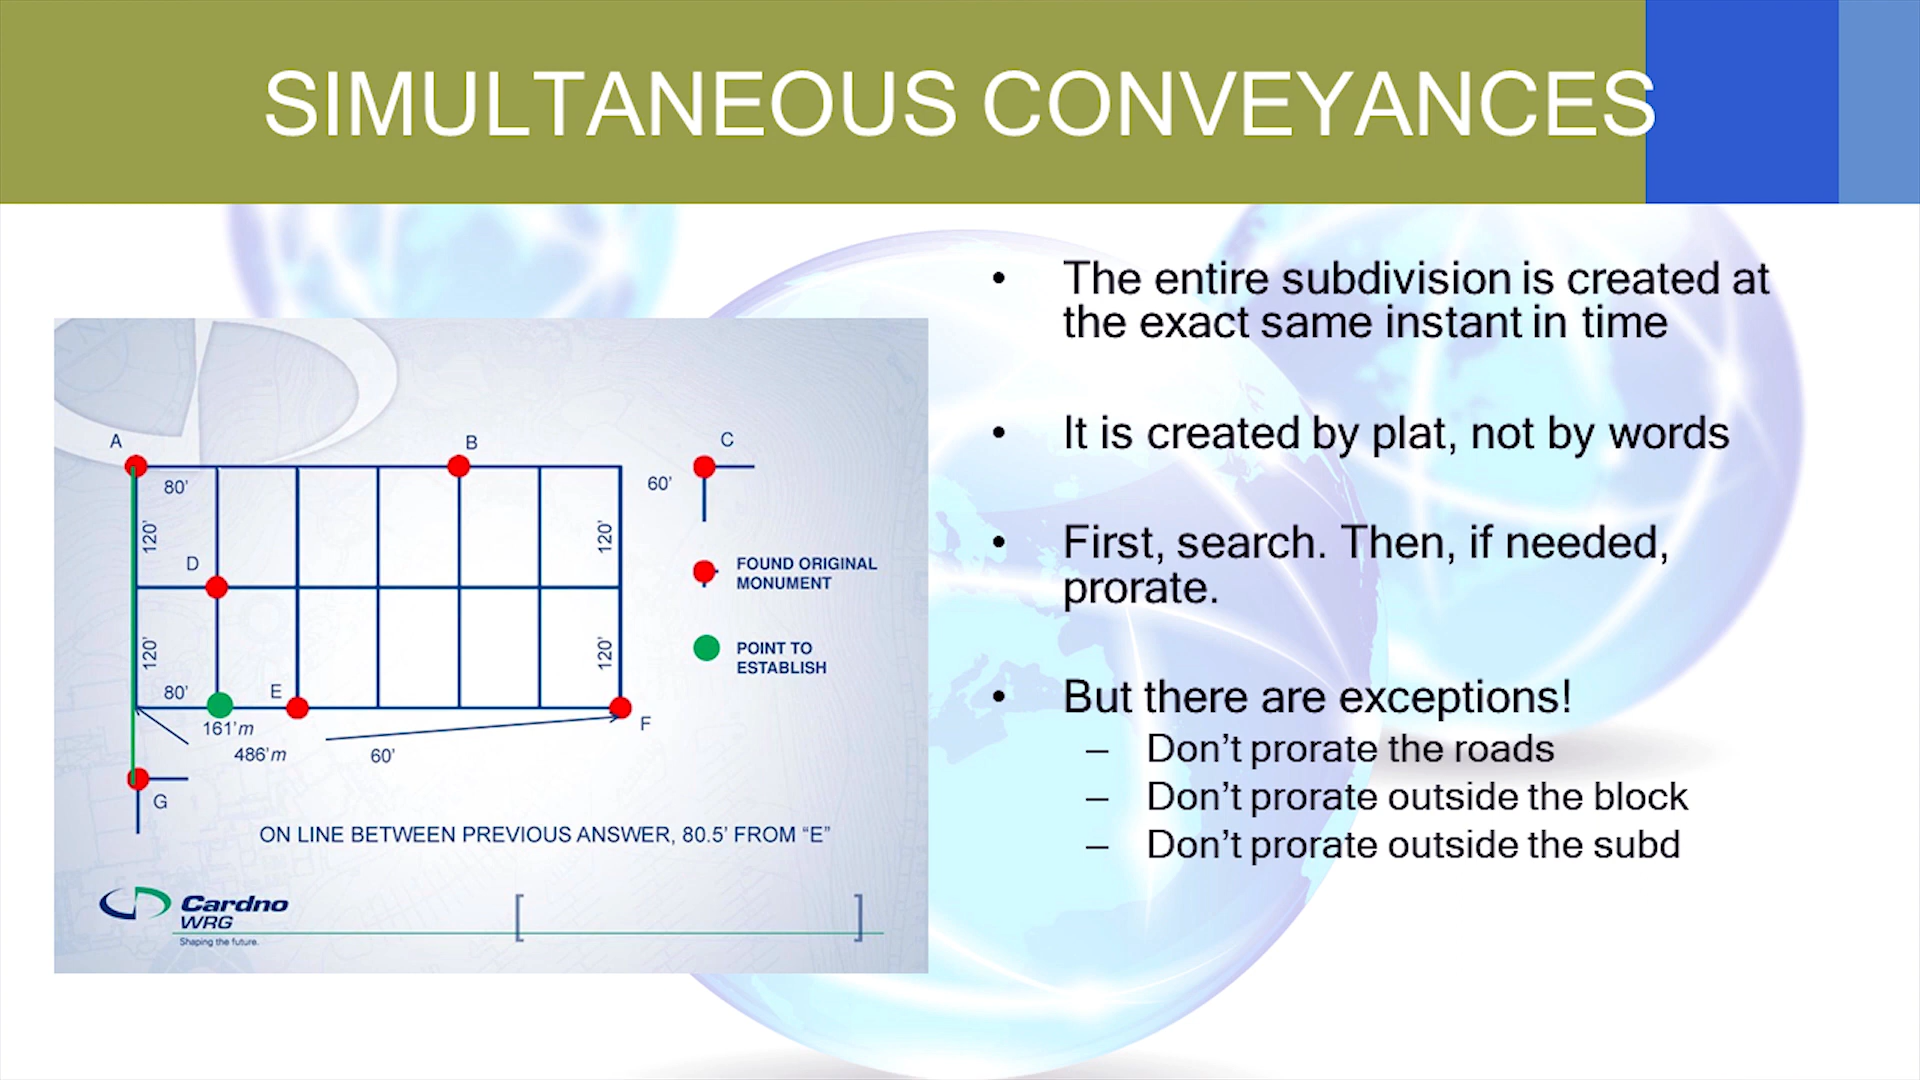 SIMULTANEOUS CONVEYANCES
A
B
C
80'
60'
120'
120'
D
FOUND ORIGINAL
MONUMENT
POINT TO
ESTABLISH
120'
120'
80'
E
F
161'm
486'm
60'
G
ON LINE BETWEEN PREVIOUS ANSWER, 80.5' FROM “E”
Cardno
WRG
Shaping the future.
[ ]
• The entire subdivision is created at
the exact same instant in time
• It is created by plat, not by words
• First, search. Then, if needed,
prorate.
• But there are exceptions!
– Don’t prorate the roads
– Don’t prorate outside the block
– Don’t prorate outside the subd